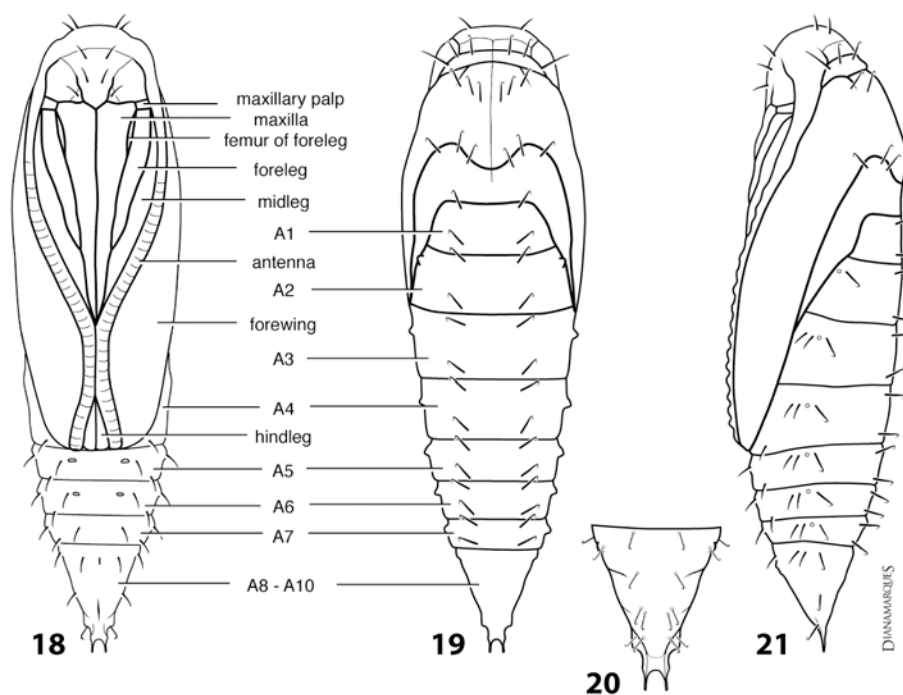 maxillary palp
maxilla
femur of foreleg
foreleg
midleg
A1
antenna
A2
forewing
A3
A4
hindleg
A5
A6
A7
A8 - A10
18
19
20
21
DIANAMARQUES